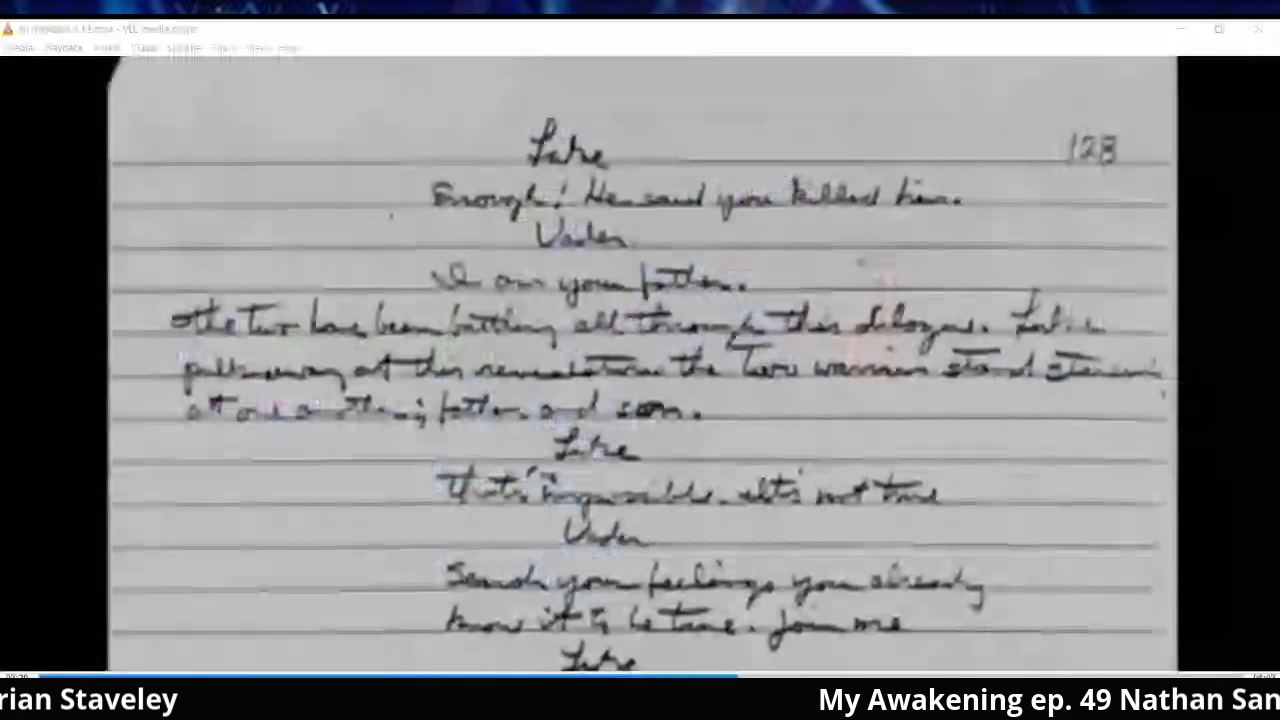 128
Luke
Enough! He said you killed him.
Vader
I am your father.
The two have been battling all through this dialogue. Luke
pulls away at this revelation. the Two warriors stand staring
at one another; father and son.
Luke
That's impossible. It's not true
Vader
Search your feelings you already
know it to be true. Join me
Luke
rian Staveley
My Awakening ep. 49 Nathan San